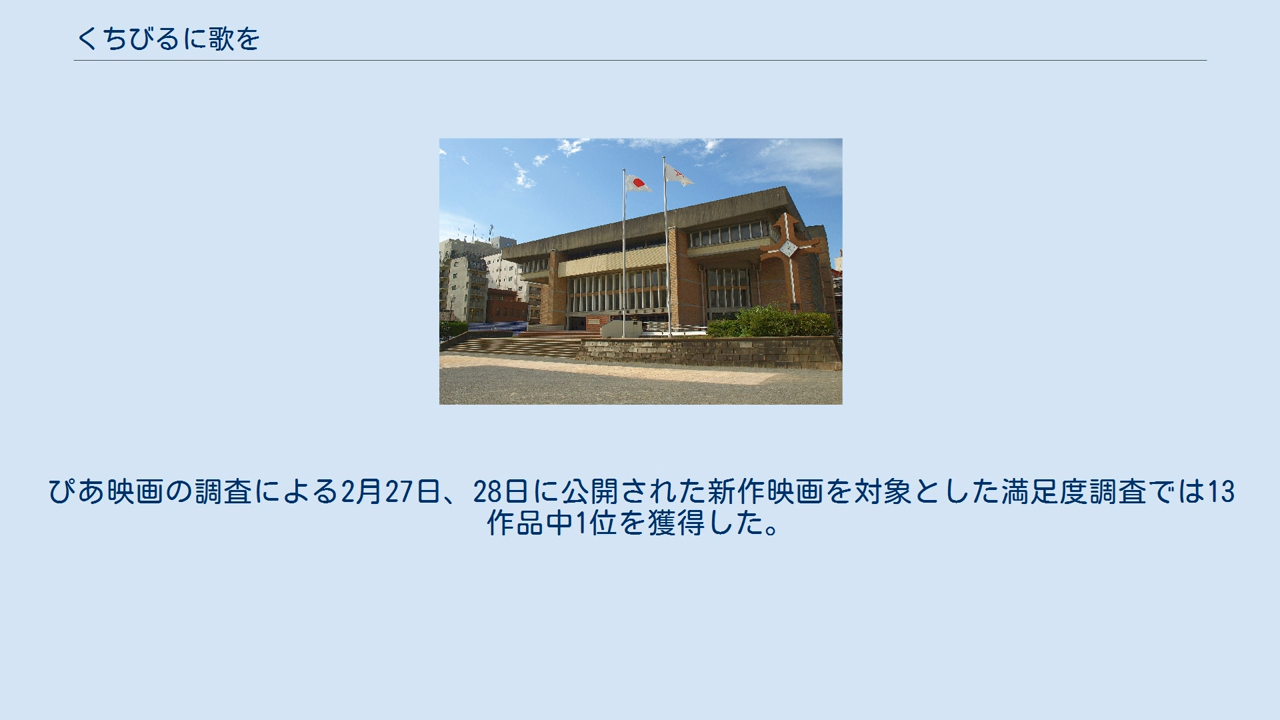 くちびるに歌を
ぴあ映画の調査による2月27日、28日に公開された新作映画を対象とした満足度調査では13
作品中1位を獲得した。